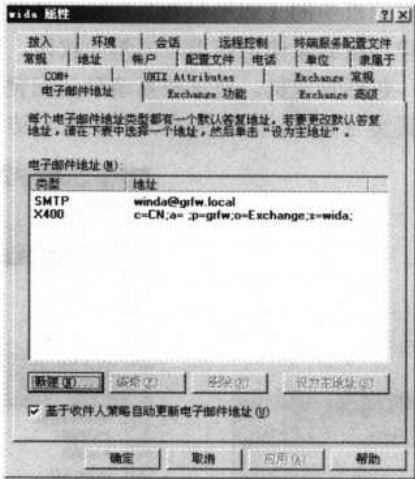 wida 属性
拨入 环境 会话 远程控制 终端服务配置文件
常规 地址 帐户 配置文件 电话 单位 隶属于
COM+ UNIX Attributes Exchange 常规
电子邮件地址 Exchange 功能 Exchange 高级
每个电子邮件地址类型都有一个默认答复地址。若要更改默认答复
地址，请在下表中选择一个地址，然后单击“设为主地址”。
电子邮件地址(M):
类型 地址
SMTP winda@grfw.local
X400 c=CN;a= ;p=grfw;o=Exchange;s=wida;
新建(N)... 编辑(E) 删除(R) 设为主地址(S)
基于收件人策略自动更新电子邮件地址(U)
确定 取消 应用(A) 帮助